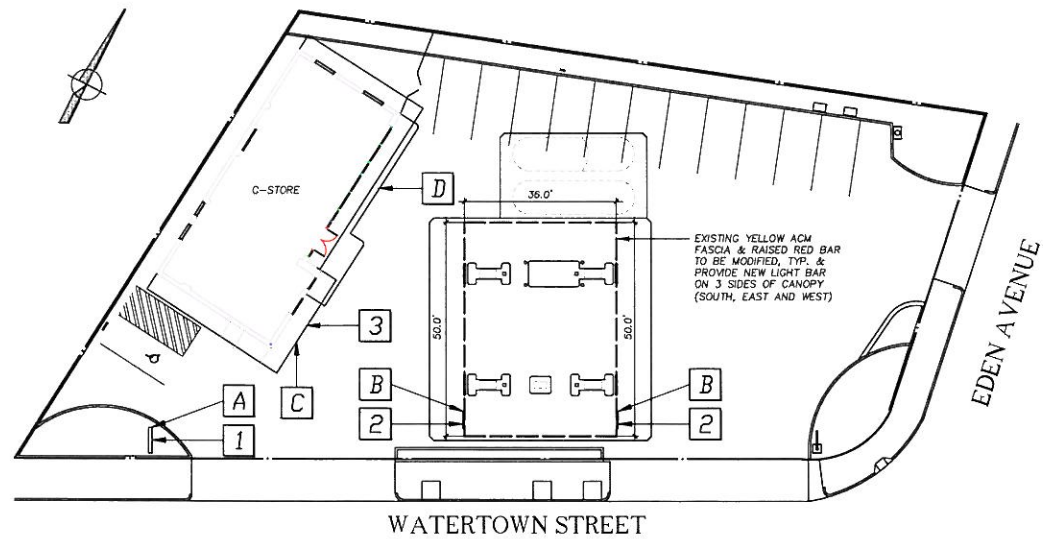 C-STORE
D
36.0'
EXISTING YELLOW ACM
FASCIA & RAISED RED BAR
TO BE MODIFIED, TYP. &
PROVIDE NEW LIGHT BAR
ON 3 SIDES OF CANOPY
(SOUTH, EAST AND WEST)
50.0'
50.0'
3
C
B
2
B
2
A
1
EDEN AVENUE
WATERTOWN STREET